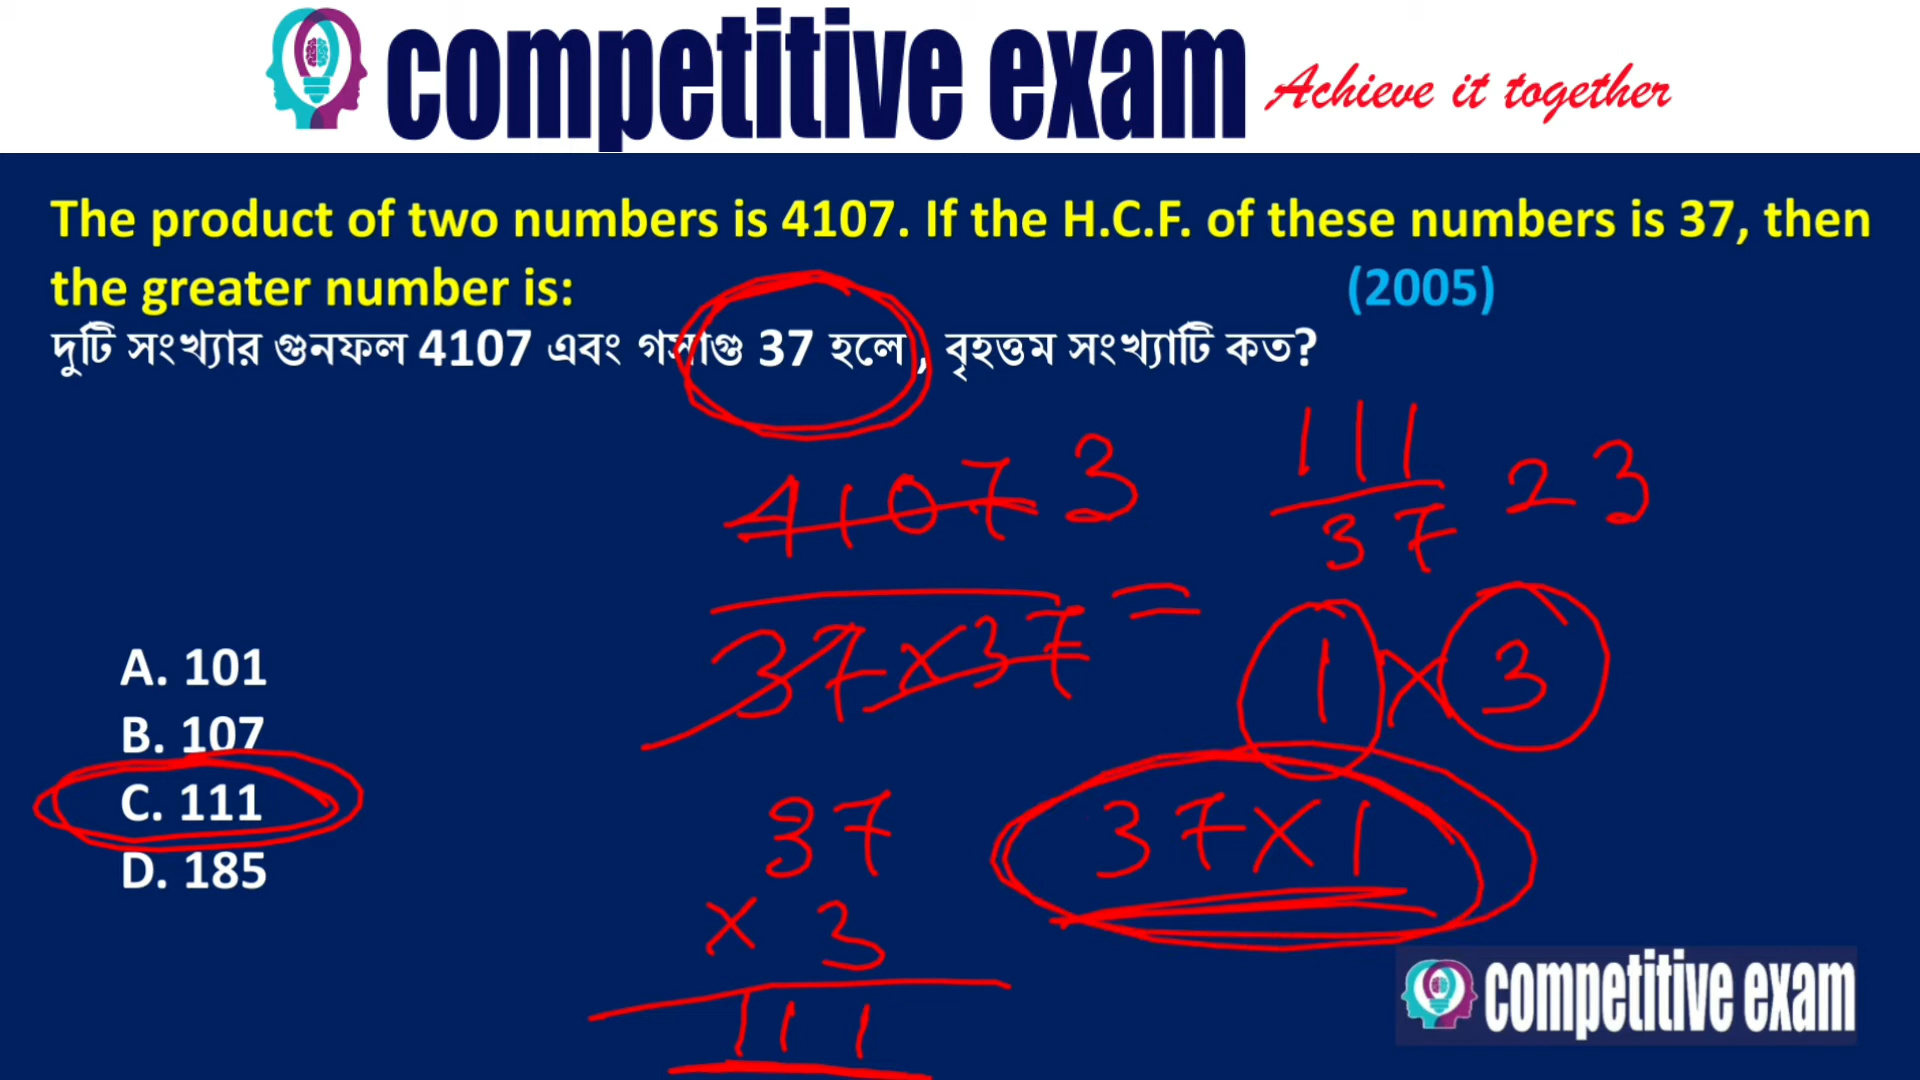 competitive exam Achieve it together
The product of two numbers is 4107. If the H.C.F. of these numbers is 37, then
the greater number is: (2005)
দুটি সংখ্যার গুনফল 4107 এবং গসাগু 37 হলে , বৃহত্তম সংখ্যাটি কত?
4107 3
37×37 =
111
37 23
1×3
A. 101
B. 107
C. 111
D. 185
37
× 3
111
37×1
competitive exam